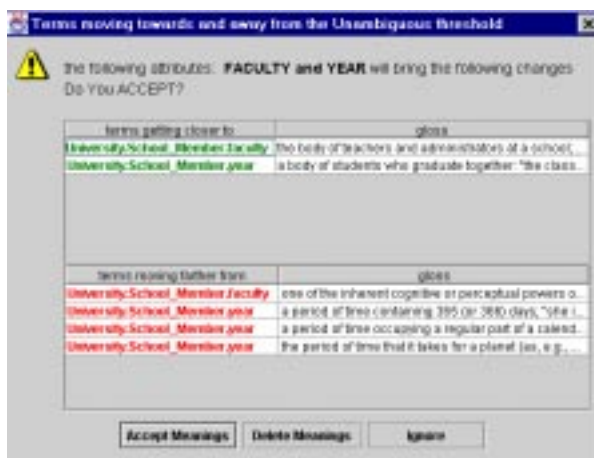 Terms moving towards and away from the Unambiguous threshold
the following attributes: FACULTY and YEAR will bring the following changes
Do You ACCEPT?
terms getting closer to gloss
University.School_Member.faculty the body of teachers and administrators at a school;...
University.School_Member.year a body of students who graduate together: "the class...
terms moving farther from gloss
University.School_Member.faculty one of the inherent cognitive or perceptual powers o...
University.School_Member.year a period of time containing 365 (or 366) days, "she i...
University.School_Member.year a period of time occupying a regular part of a calend...
University.School_Member.year the period of time that it takes for a planet (as, e.g., ...
Accept Meanings Delete Meanings Ignore